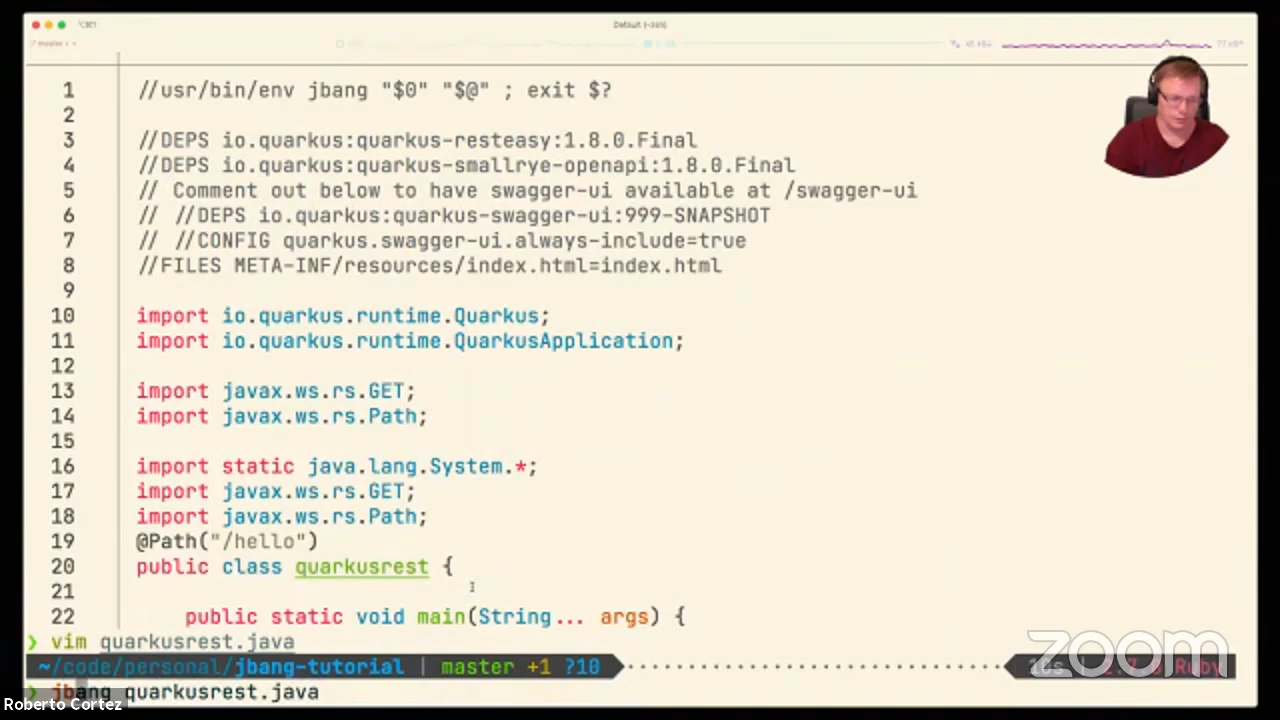 Default (-zsh)
1 //usr/bin/env jbang "$0" "$@" ; exit $?
2
3 //DEPS io.quarkus:quarkus-resteasy:1.8.0.Final
4 //DEPS io.quarkus:quarkus-smallrye-openapi:1.8.0.Final
5 // Comment out below to have swagger-ui available at /swagger-ui
6 // //DEPS io.quarkus:quarkus-swagger-ui:999-SNAPSHOT
7 // //CONFIG quarkus.swagger-ui.always-include=true
8 //FILES META-INF/resources/index.html=index.html
9
10 import io.quarkus.runtime.Quarkus;
11 import io.quarkus.runtime.QuarkusApplication;
12
13 import javax.ws.rs.GET;
14 import javax.ws.rs.Path;
15
16 import static java.lang.System.*;
17 import javax.ws.rs.GET;
18 import javax.ws.rs.Path;
19 @Path("/hello")
20 public class quarkusrest {
21
22 public static void main(String... args) {
❯ vim quarkusrest.java
~/code/personal/jbang-tutorial | master +1 ?10
❯ jbang quarkusrest.java
Roberto Cortez
zoom